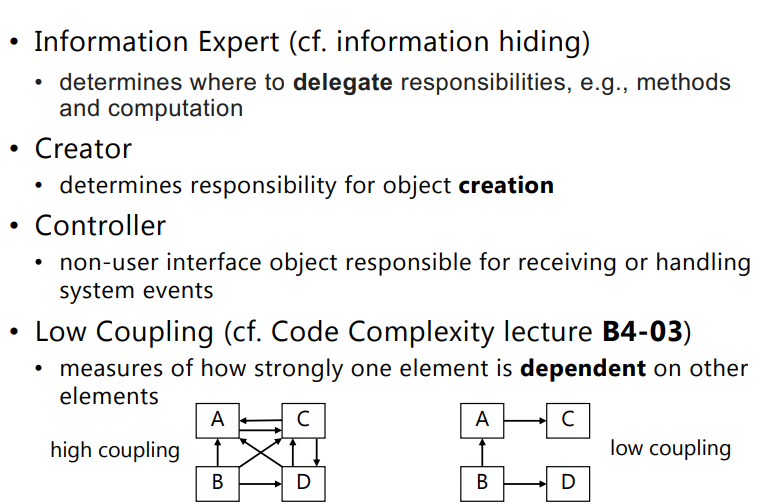 • Information Expert (cf. information hiding)
• determines where to delegate responsibilities, e.g., methods
and computation
• Creator
• determines responsibility for object creation
• Controller
• non-user interface object responsible for receiving or handling
system events
• Low Coupling (cf. Code Complexity lecture B4-03)
• measures of how strongly one element is dependent on other
elements
A C A C
high coupling low coupling
B D B D